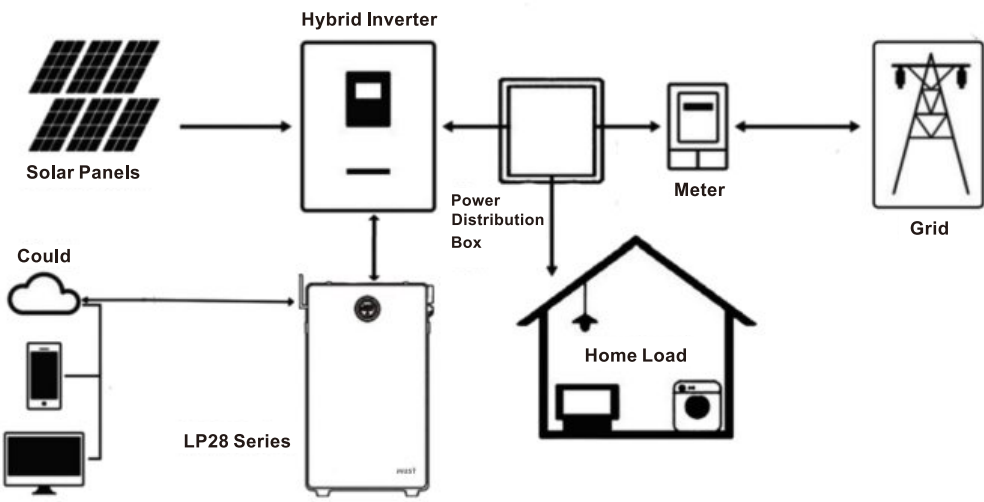 Hybrid Inverter
Solar Panels
Power
Distribution
Box
Meter
Grid
Could
Home Load
LP28 Series